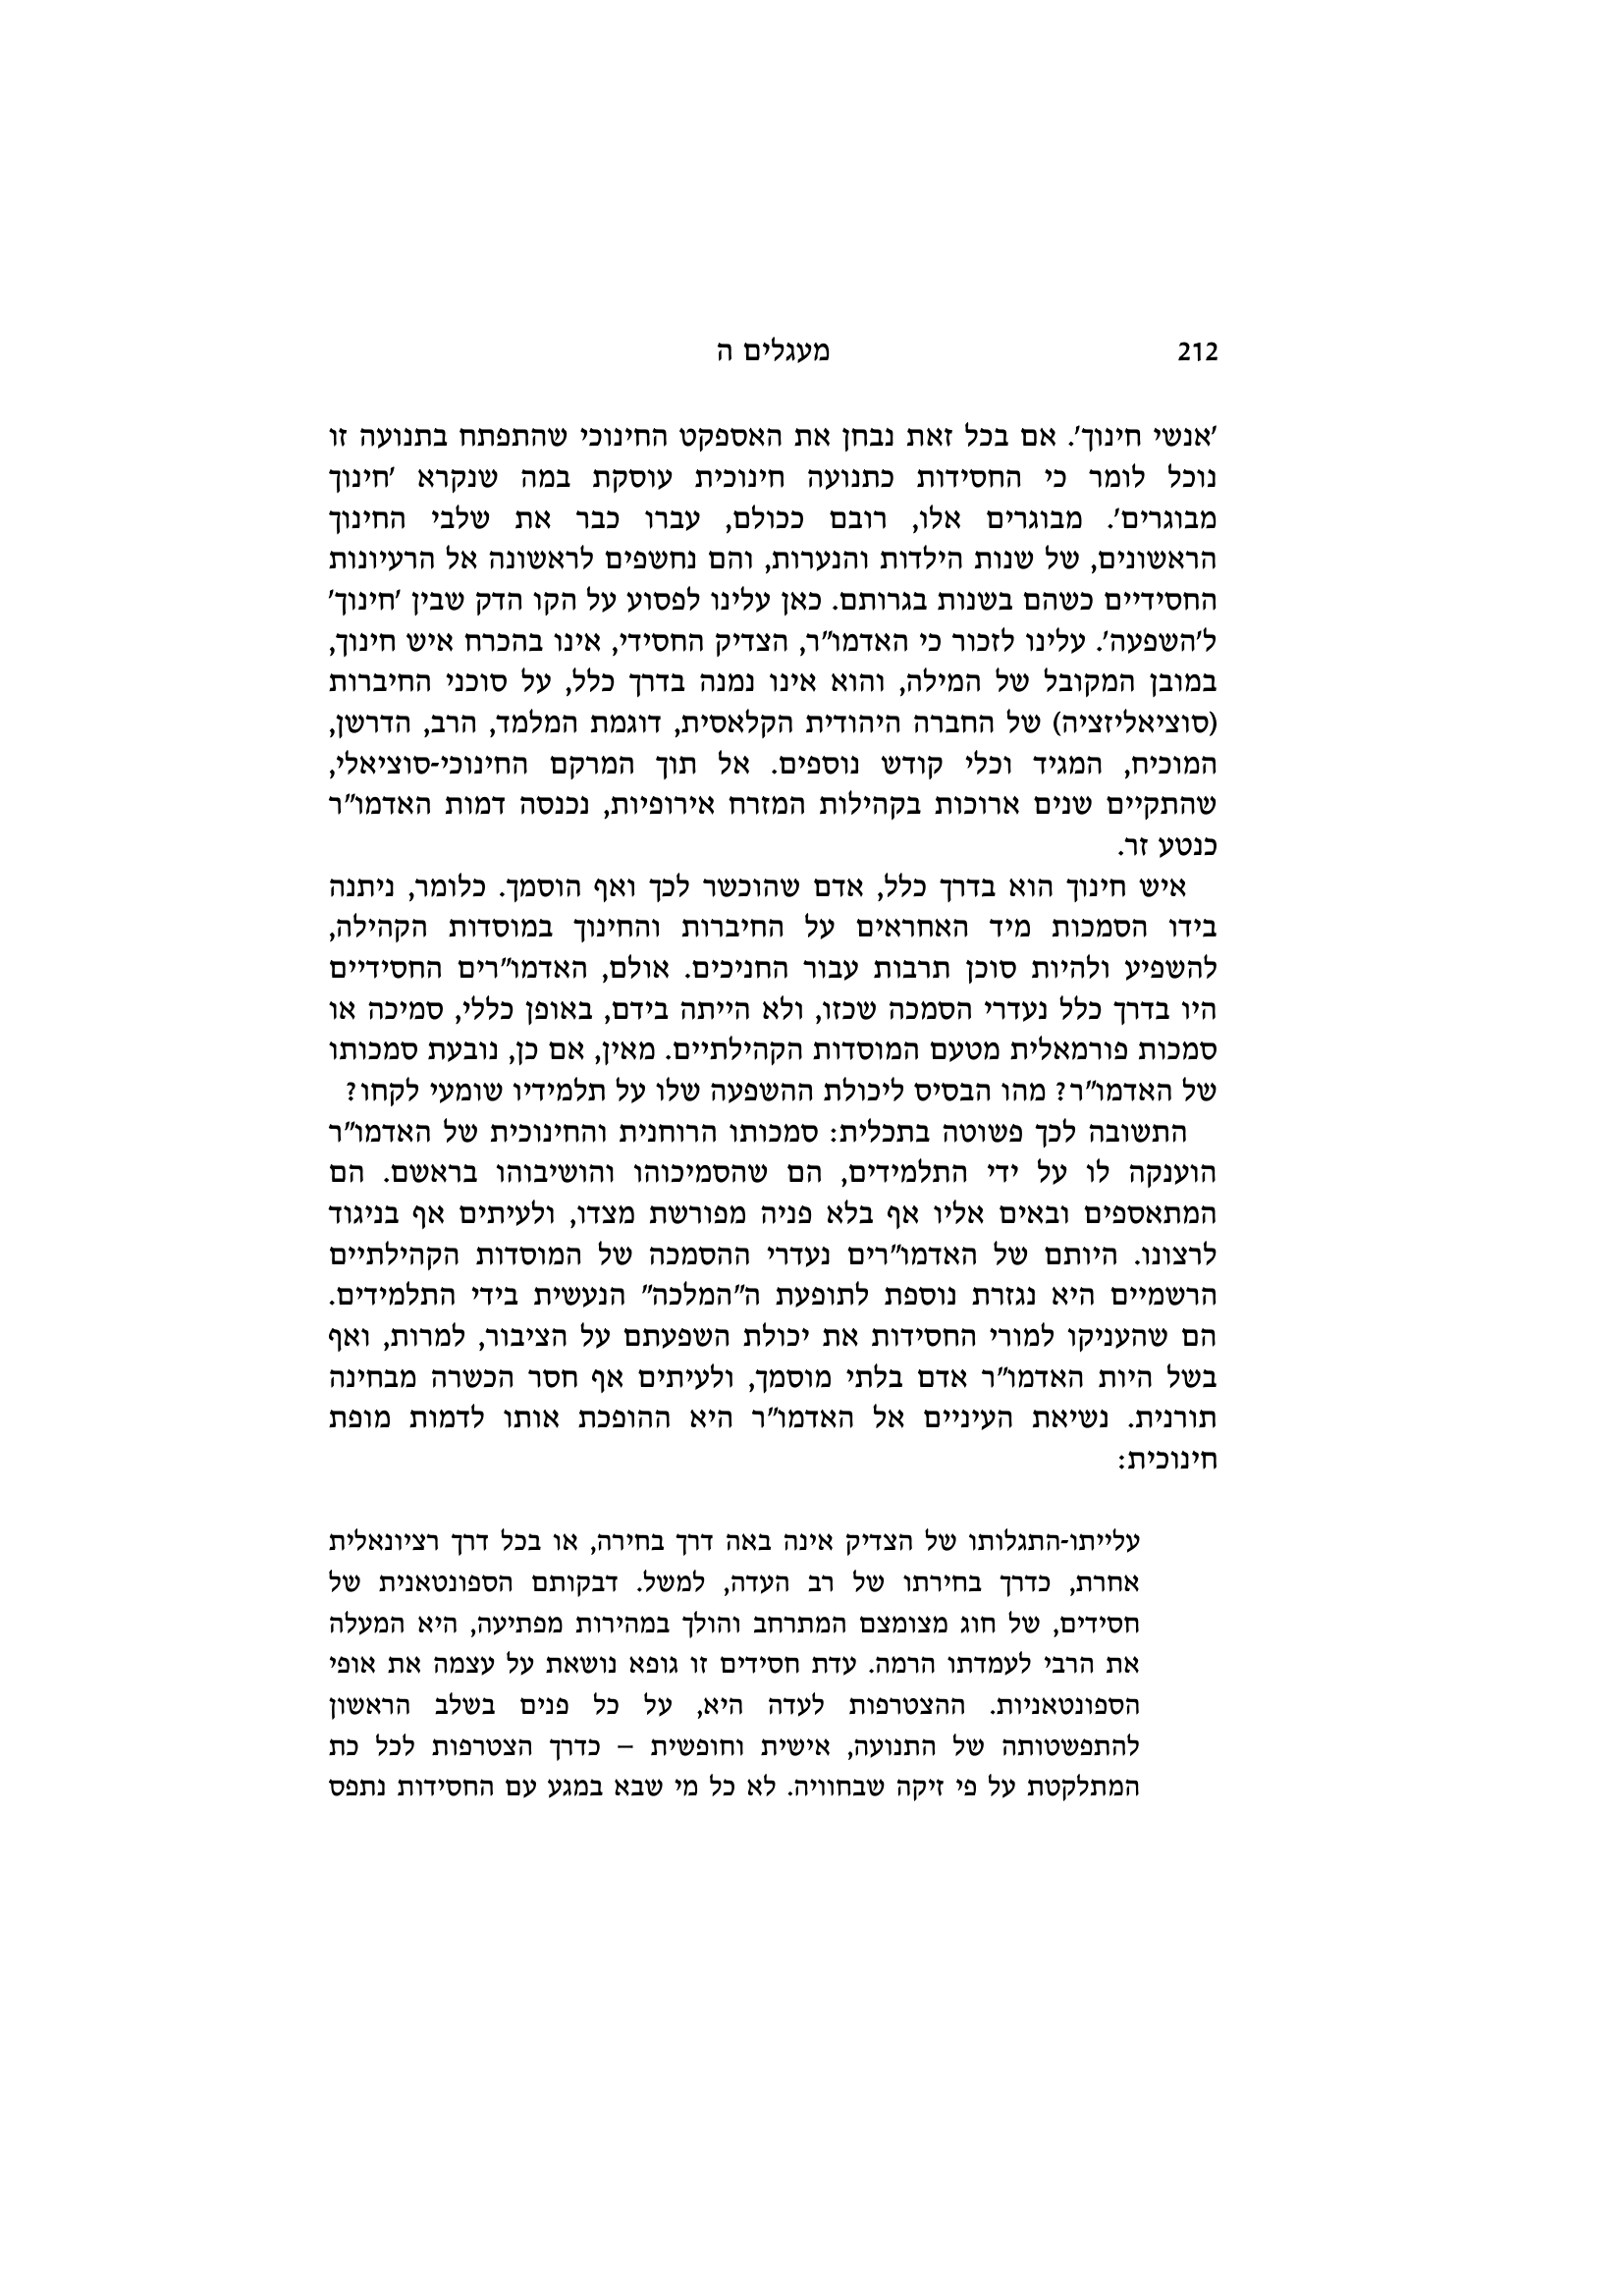 212 מעגלים ה
'אנשי חינוך'. אם בכל זאת נבחן את האספקט החינוכי שהתפתח בתנועה זו
נוכל לומר כי החסידות כתנועה חינוכית עוסקת במה שנקרא 'חינוך
מבוגרים'. מבוגרים אלו, רובם ככולם, עברו כבר את שלבי החינוך
הראשונים, של שנות הילדות והנערות, והם נחשפים לראשונה אל הרעיונות
החסידיים כשהם בשנות בגרותם. כאן עלינו לפסוע על הקו הדק שבין 'חינוך'
ל'השפעה'. עלינו לזכור כי האדמו"ר, הצדיק החסידי, אינו בהכרח איש חינוך,
במובן המקובל של המילה, והוא אינו נמנה בדרך כלל, על סוכני החיברות
(סוציאליזציה) של החברה היהודית הקלאסית, דוגמת המלמד, הרב, הדרשן,
המוכיח, המגיד וכלי קודש נוספים. אל תוך המרקם החינוכי-סוציאלי,
שהתקיים שנים ארוכות בקהילות המזרח אירופיות, נכנסה דמות האדמו"ר
כנטע זר.
איש חינוך הוא בדרך כלל, אדם שהוכשר לכך ואף הוסמך. כלומר, ניתנה
בידו הסמכות מיד האחראים על החיברות והחינוך במוסדות הקהילה,
להשפיע ולהיות סוכן תרבות עבור החניכים. אולם, האדמו"רים החסידיים
היו בדרך כלל נעדרי הסמכה שכזו, ולא הייתה בידם, באופן כללי, סמיכה או
סמכות פורמאלית מטעם המוסדות הקהילתיים. מאין, אם כן, נובעת סמכותו
של האדמו"ר? מהו הבסיס ליכולת ההשפעה שלו על תלמידיו שומעי לקחו?
התשובה לכך פשוטה בתכלית: סמכותו הרוחנית והחינוכית של האדמו"ר
הוענקה לו על ידי התלמידים, הם שהסמיכוהו והושיבוהו בראשם. הם
המתאספים ובאים אליו אף בלא פניה מפורשת מצדו, ולעיתים אף בניגוד
לרצונו. היותם של האדמו"רים נעדרי ההסמכה של המוסדות הקהילתיים
הרשמיים היא נגזרת נוספת לתופעת ה"המלכה" הנעשית בידי התלמידים.
הם שהעניקו למורי החסידות את יכולת השפעתם על הציבור, למרות, ואף
בשל היות האדמו"ר אדם בלתי מוסמך, ולעיתים אף חסר הכשרה מבחינה
תורנית. נשיאת העיניים אל האדמו"ר היא ההופכת אותו לדמות מופת
חינוכית:
עלייתו-התגלותו של הצדיק אינה באה דרך בחירה, או בכל דרך רציונאלית
אחרת, כדרך בחירתו של רב העדה, למשל. דבקותם הספונטאנית של
חסידים, של חוג מצומצם המתרחב והולך במהירות מפתיעה, היא המעלה
את הרבי לעמדתו הרמה. עדת חסידים זו גופא נושאת על עצמה את אופי
הספונטאניות. ההצטרפות לעדה היא, על כל פנים בשלב הראשון
להתפשטותה של התנועה, אישית וחופשית – כדרך הצטרפות לכל כת
המתלקטת על פי זיקה שבחוויה. לא כל מי שבא במגע עם החסידות נתפס